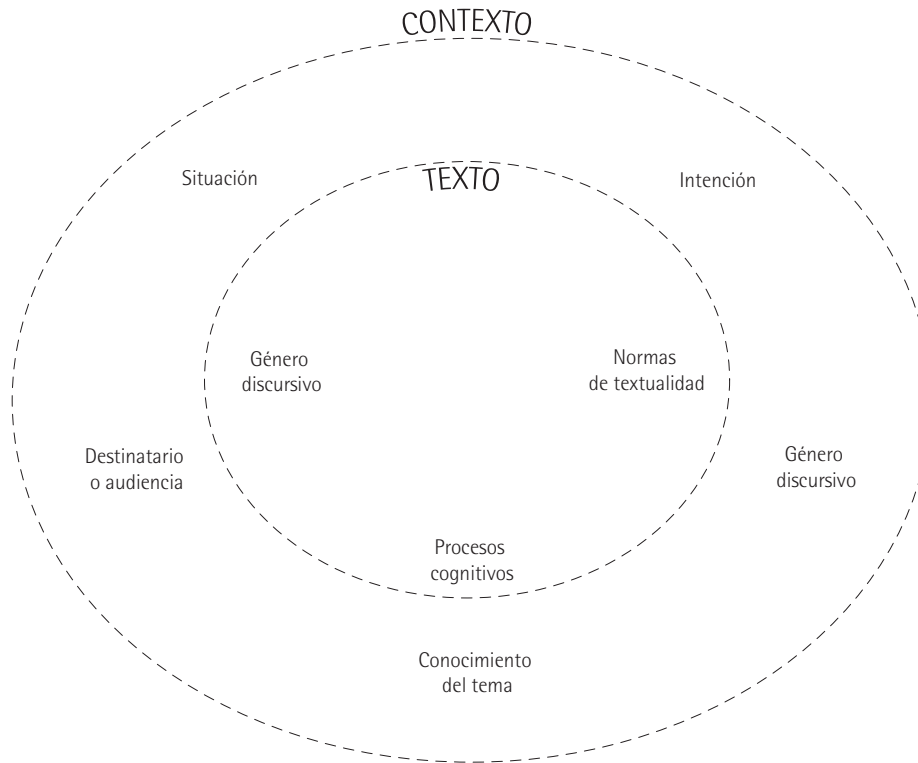 CONTEXTO
Situación
Intención
TEXTO
Género
discursivo
Normas
de textualidad
Destinatario
o audiencia
Género
discursivo
Procesos
cognitivos
Conocimiento
del tema